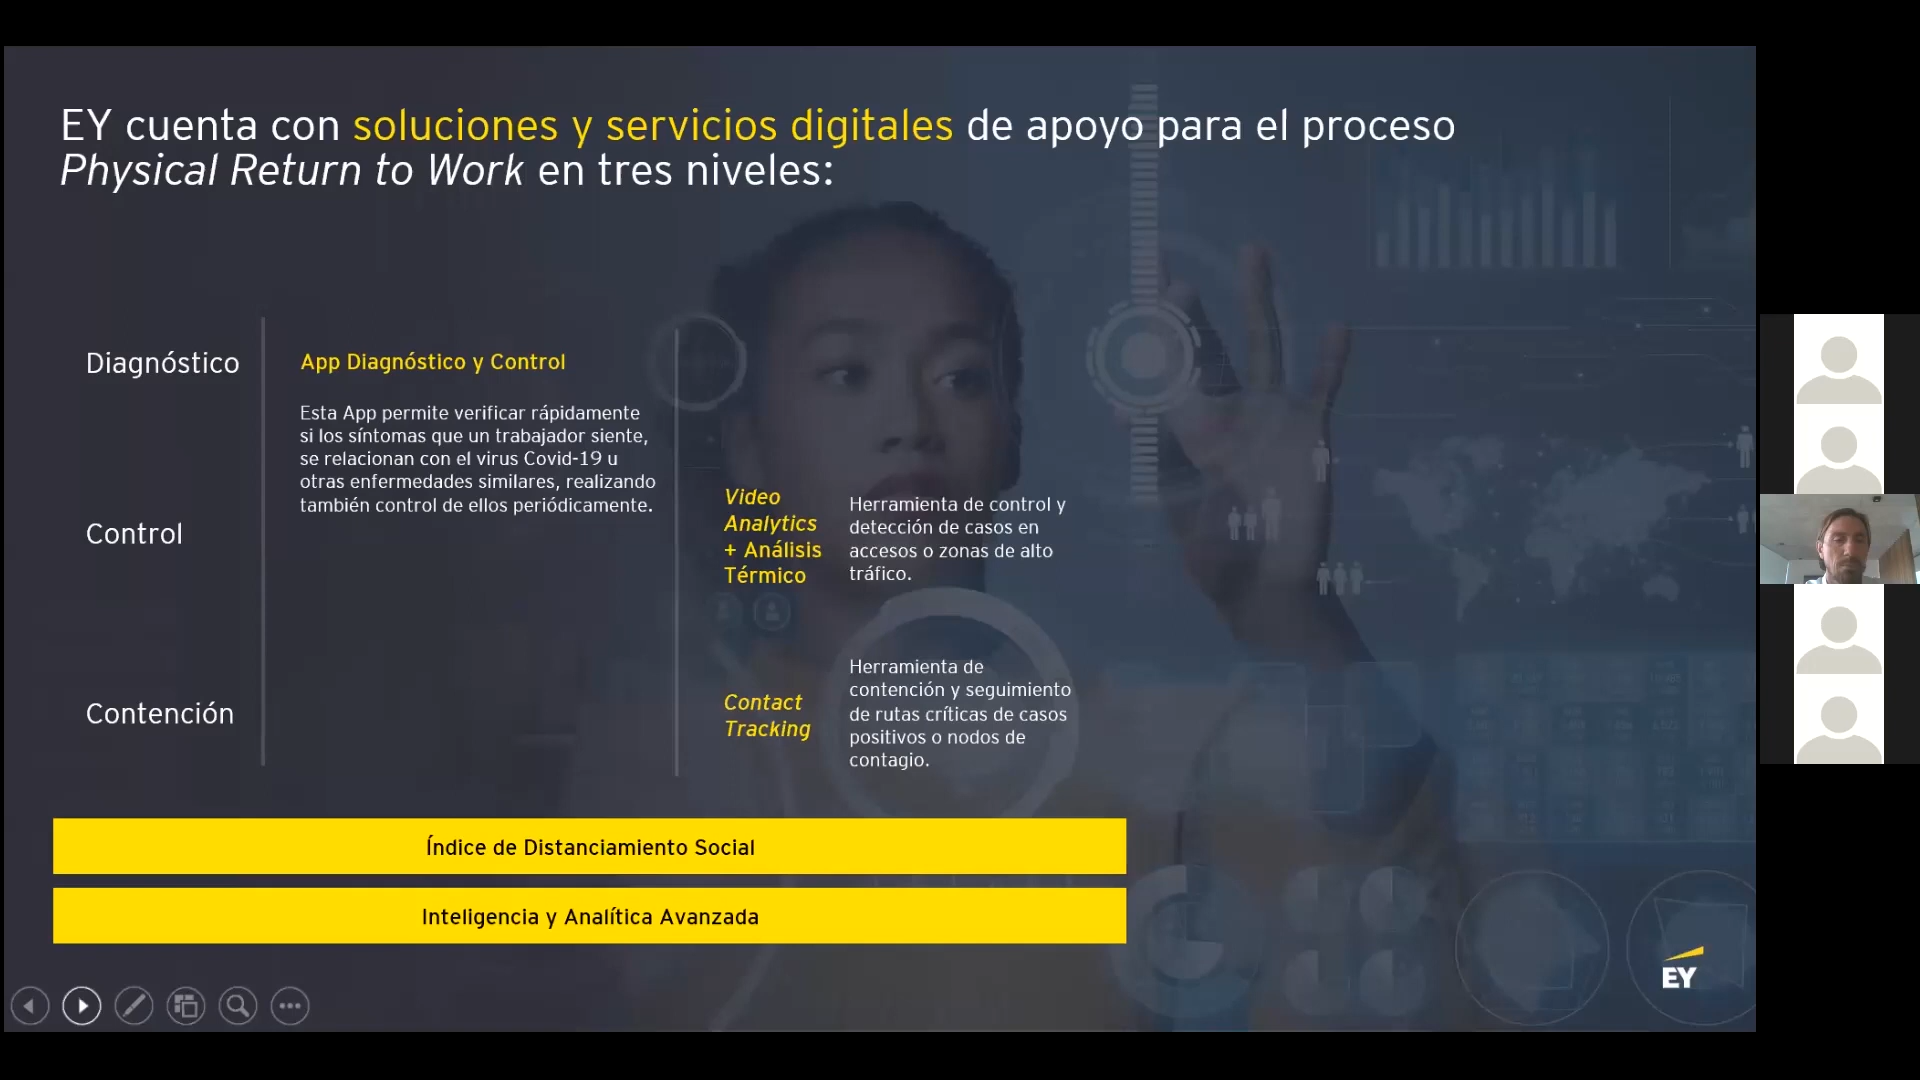 EY cuenta con soluciones y servicios digitales de apoyo para el proceso
Physical Return to Work en tres niveles:
Diagnóstico
App Diagnóstico y Control
Esta App permite verificar rápidamente
si los síntomas que un trabajador siente,
se relacionan con el virus Covid-19 u
otras enfermedades similares, realizando
también control de ellos periódicamente.
Control
Video
Analytics
+ Análisis
Térmico
Herramienta de control y
detección de casos en
accesos o zonas de alto
tráfico.
Contención
Contact
Tracking
Herramienta de
contención y seguimiento
de rutas críticas de casos
positivos o nodos de
contagio.
Índice de Distanciamiento Social
Inteligencia y Analítica Avanzada
EY